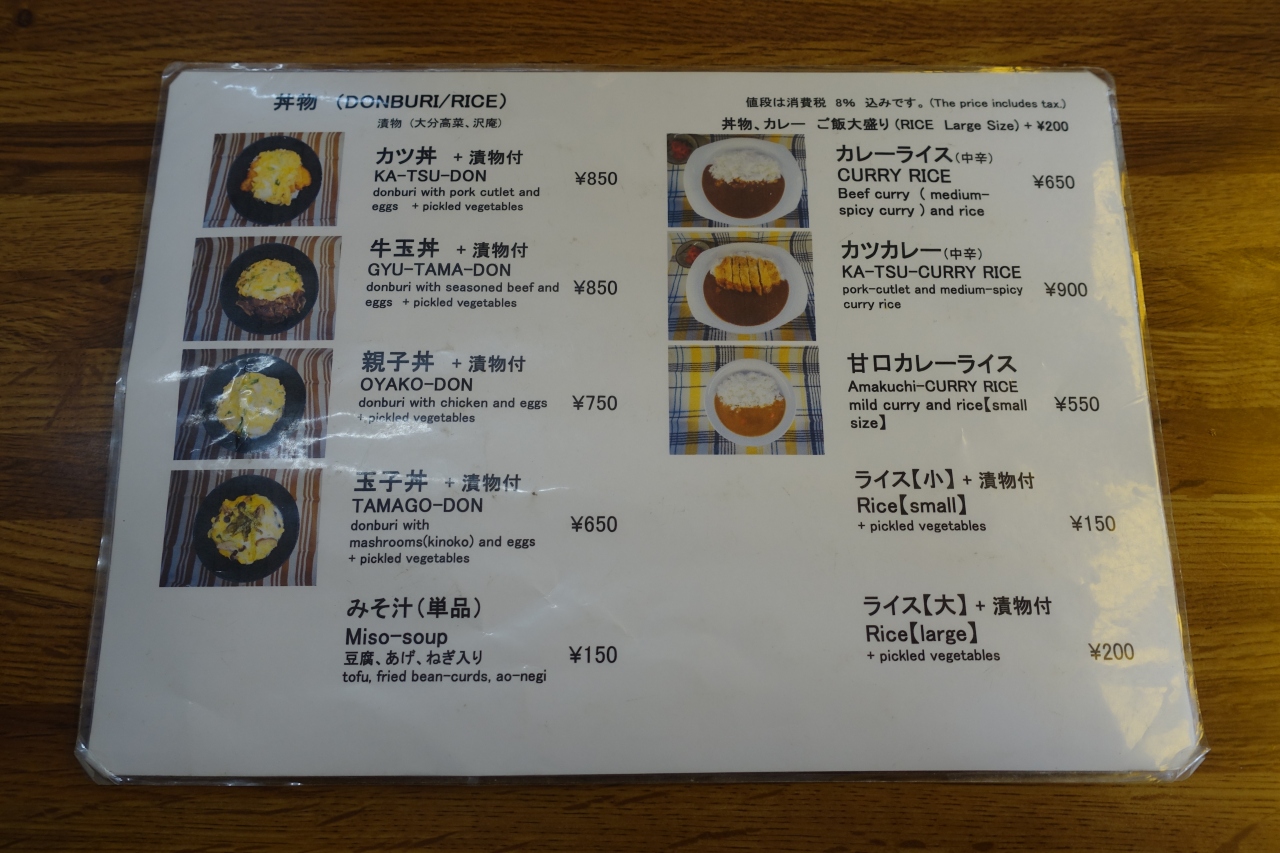 丼物 (DONBURI/RICE)
漬物 (大分高菜、沢庵)
カツ丼 + 漬物付
KA-TSU-DON
donburi with pork cutlet and
eggs + pickled vegetables
¥850
牛玉丼 + 漬物付
GYU-TAMA-DON
donburi with seasoned beef and
eggs + pickled vegetables
¥850
親子丼 + 漬物付
OYAKO-DON
donburi with chicken and eggs
+ pickled vegetables
¥750
玉子丼 + 漬物付
TAMAGO-DON
donburi with
mashrooms(kinoko) and eggs
+ pickled vegetables
¥650
みそ汁(単品)
Miso-soup
豆腐、あげ、ねぎ入り
tofu, fried bean-curds, ao-negi
¥150
値段は消費税 8% 込みです。(The price includes tax.)
丼物、カレー ご飯大盛り(RICE Large Size) + ¥200
カレーライス(中辛)
CURRY RICE
Beef curry ( medium-
spicy curry ) and rice
¥650
カツカレー(中辛)
KA-TSU-CURRY RICE
pork-cutlet and medium-spicy
curry rice
¥900
甘口カレーライス
Amakuchi-CURRY RICE
mild curry and rice【small
size】
¥550
ライス【小】 + 漬物付
Rice【small】
+ pickled vegetables
¥150
ライス【大】 + 漬物付
Rice【large】
+ pickled vegetables
¥200